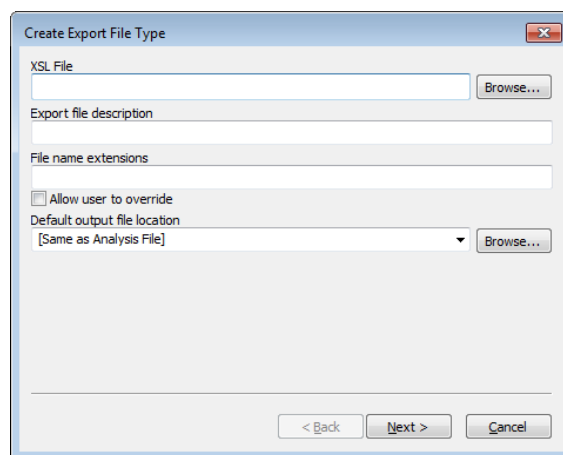 Create Export File Type
XSL File
Browse...
Export file description
File name extensions
Allow user to override
Default output file location
[Same as Analysis File]
Browse...
< Back
Next >
Cancel